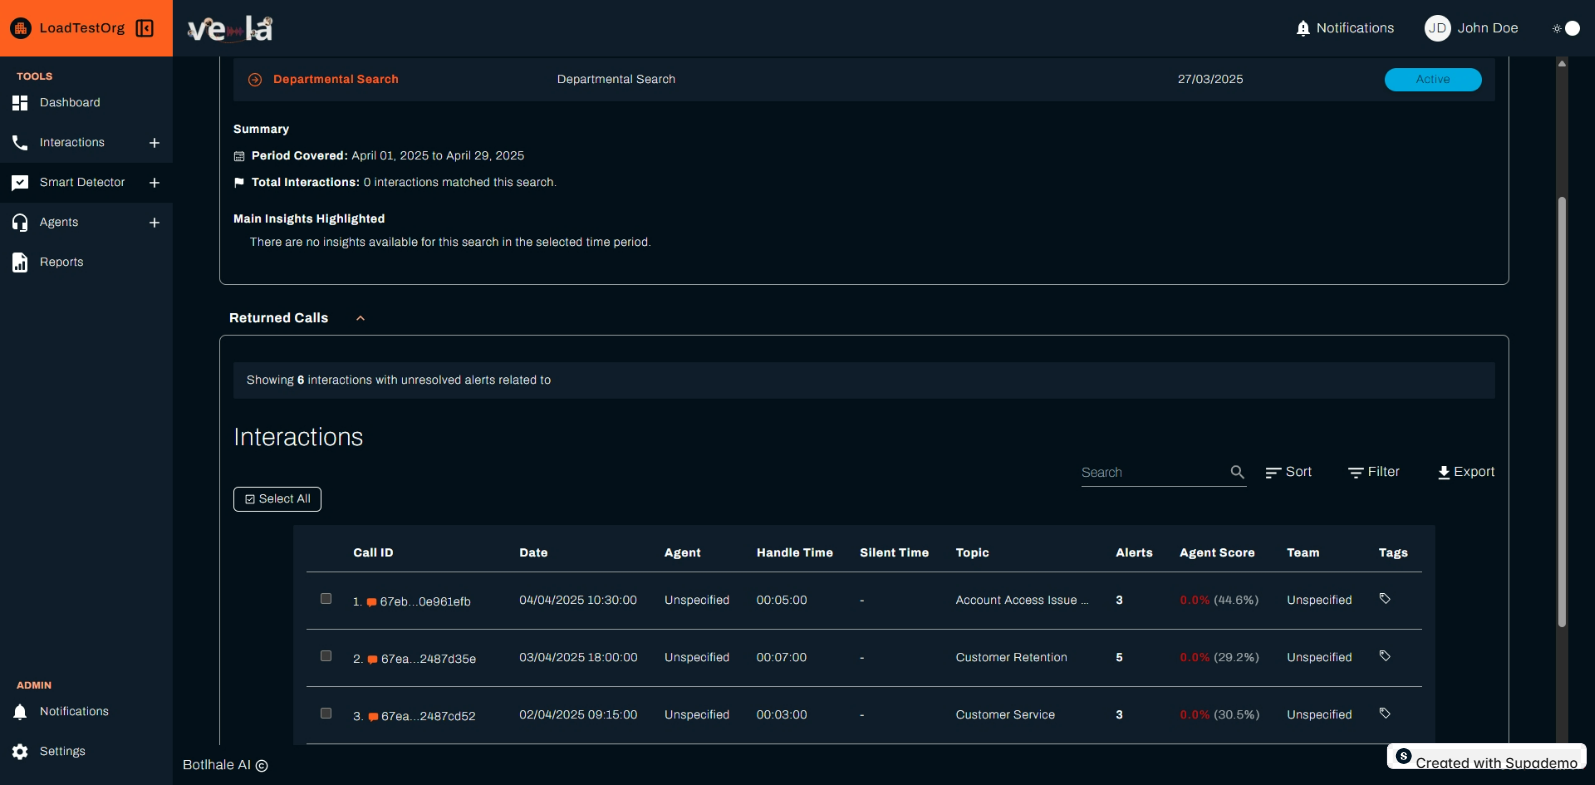 LoadTestOrg
vela
Notifications
JD John Doe
TOOLS
Dashboard
Interactions +
Smart Detector +
Agents +
Reports
Departmental Search Departmental Search 27/03/2025 Active
Summary
Period Covered: April 01, 2025 to April 29, 2025
Total Interactions: 0 interactions matched this search.
Main Insights Highlighted
There are no insights available for this search in the selected time period.
Returned Calls
Showing 6 interactions with unresolved alerts related to
Interactions
Search Sort Filter Export
Select All
Call ID Date Agent Handle Time Silent Time Topic Alerts Agent Score Team Tags
1. 67eb...0e961efb 04/04/2025 10:30:00 Unspecified 00:05:00 - Account Access Issue ... 3 0.0% (44.6%) Unspecified
2. 67ea...2487d35e 03/04/2025 18:00:00 Unspecified 00:07:00 - Customer Retention 5 0.0% (29.2%) Unspecified
3. 67ea...2487cd52 02/04/2025 09:15:00 Unspecified 00:03:00 - Customer Service 3 0.0% (30.5%) Unspecified
ADMIN
Notifications
Settings
Botlhale AI ©
Created with Supademo